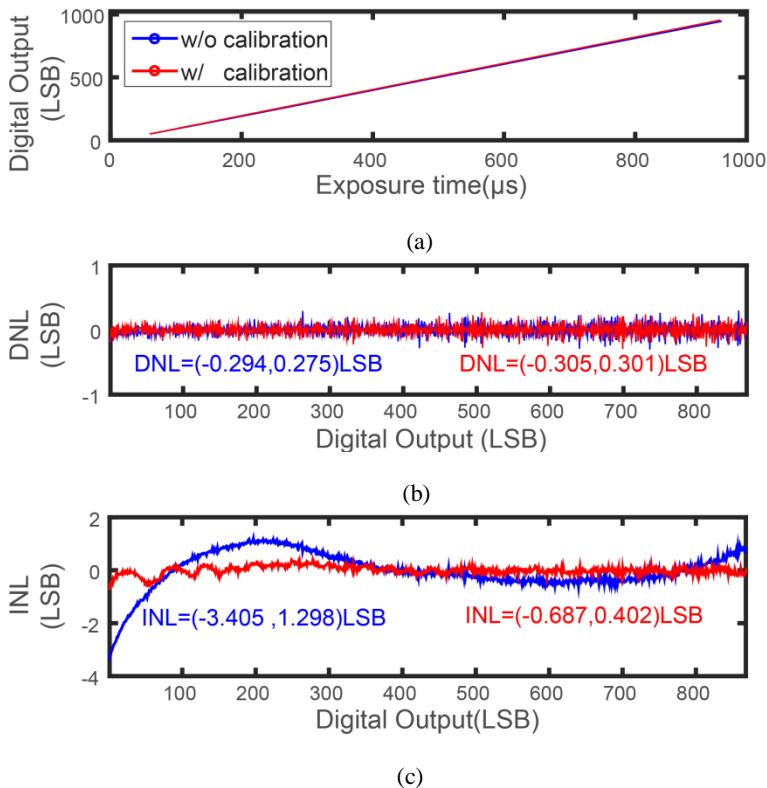 1000
500
0
Digital Output
(LSB)
w/o calibration
w/ calibration
0 200 400 600 800 1000
Exposure time(μs)
(a)
1
0
-1
DNL
(LSB)
DNL=(-0.294,0.275)LSB
DNL=(-0.305,0.301)LSB
100 200 300 400 500 600 700 800
Digital Output (LSB)
(b)
2
0
-2
-4
INL
(LSB)
INL=(-3.405 ,1.298)LSB
INL=(-0.687,0.402)LSB
100 200 300 400 500 600 700 800
Digital Output(LSB)
(c)